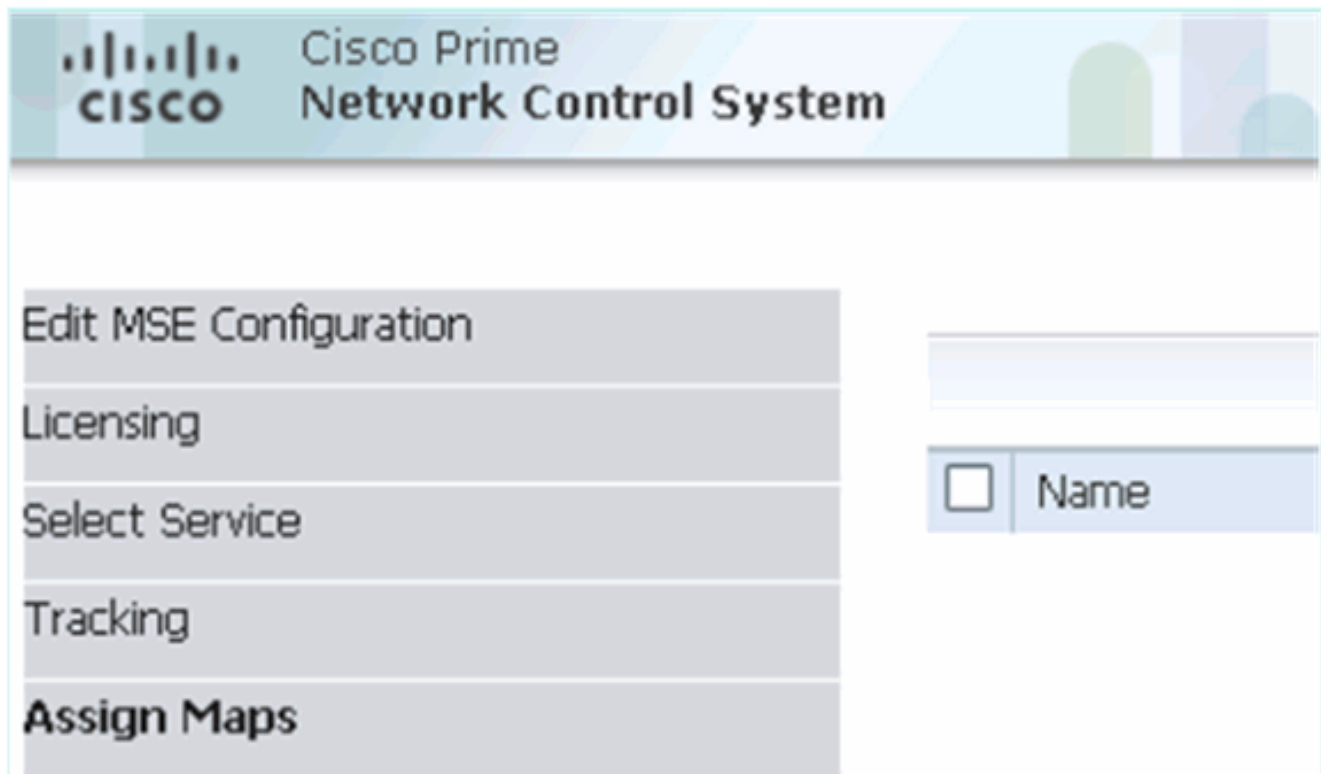 CISCO
Cisco Prime
Network Control System
Edit MSE Configuration
Licensing
Select Service
Tracking
Assign Maps
Name